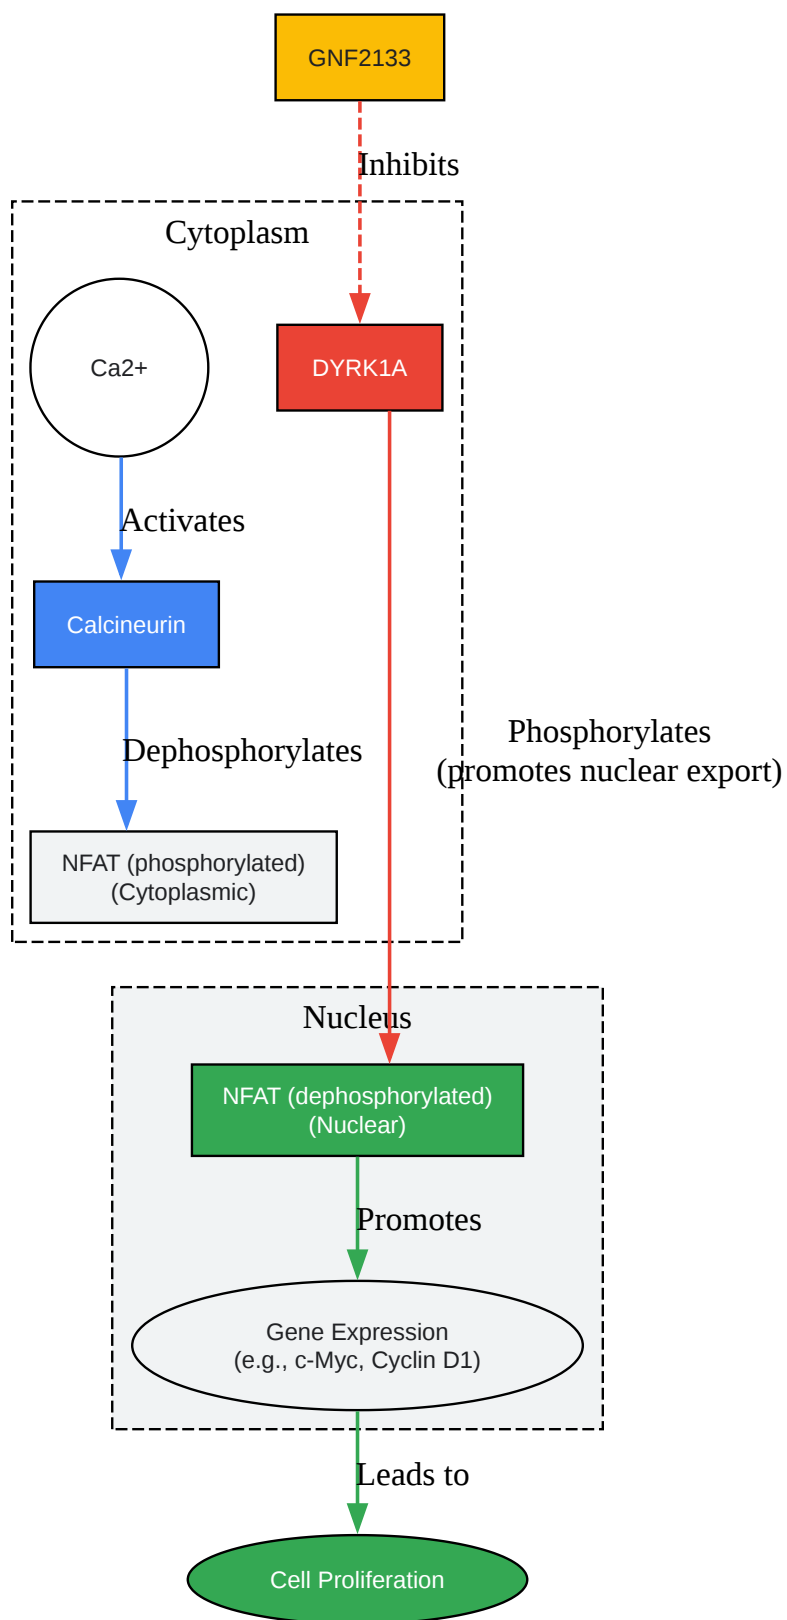 GNF2133
Inhibits
Cytoplasm
Ca2+
DYRK1A
Activates
Calcineurin
Dephosphorylates
Phosphorylates
(promotes nuclear export)
NFAT (phosphorylated)
(Cytoplasmic)
Nucleus
NFAT (dephosphorylated)
(Nuclear)
Promotes
Gene Expression
(e.g., c-Myc, Cyclin D1)
Leads to
Cell Proliferation